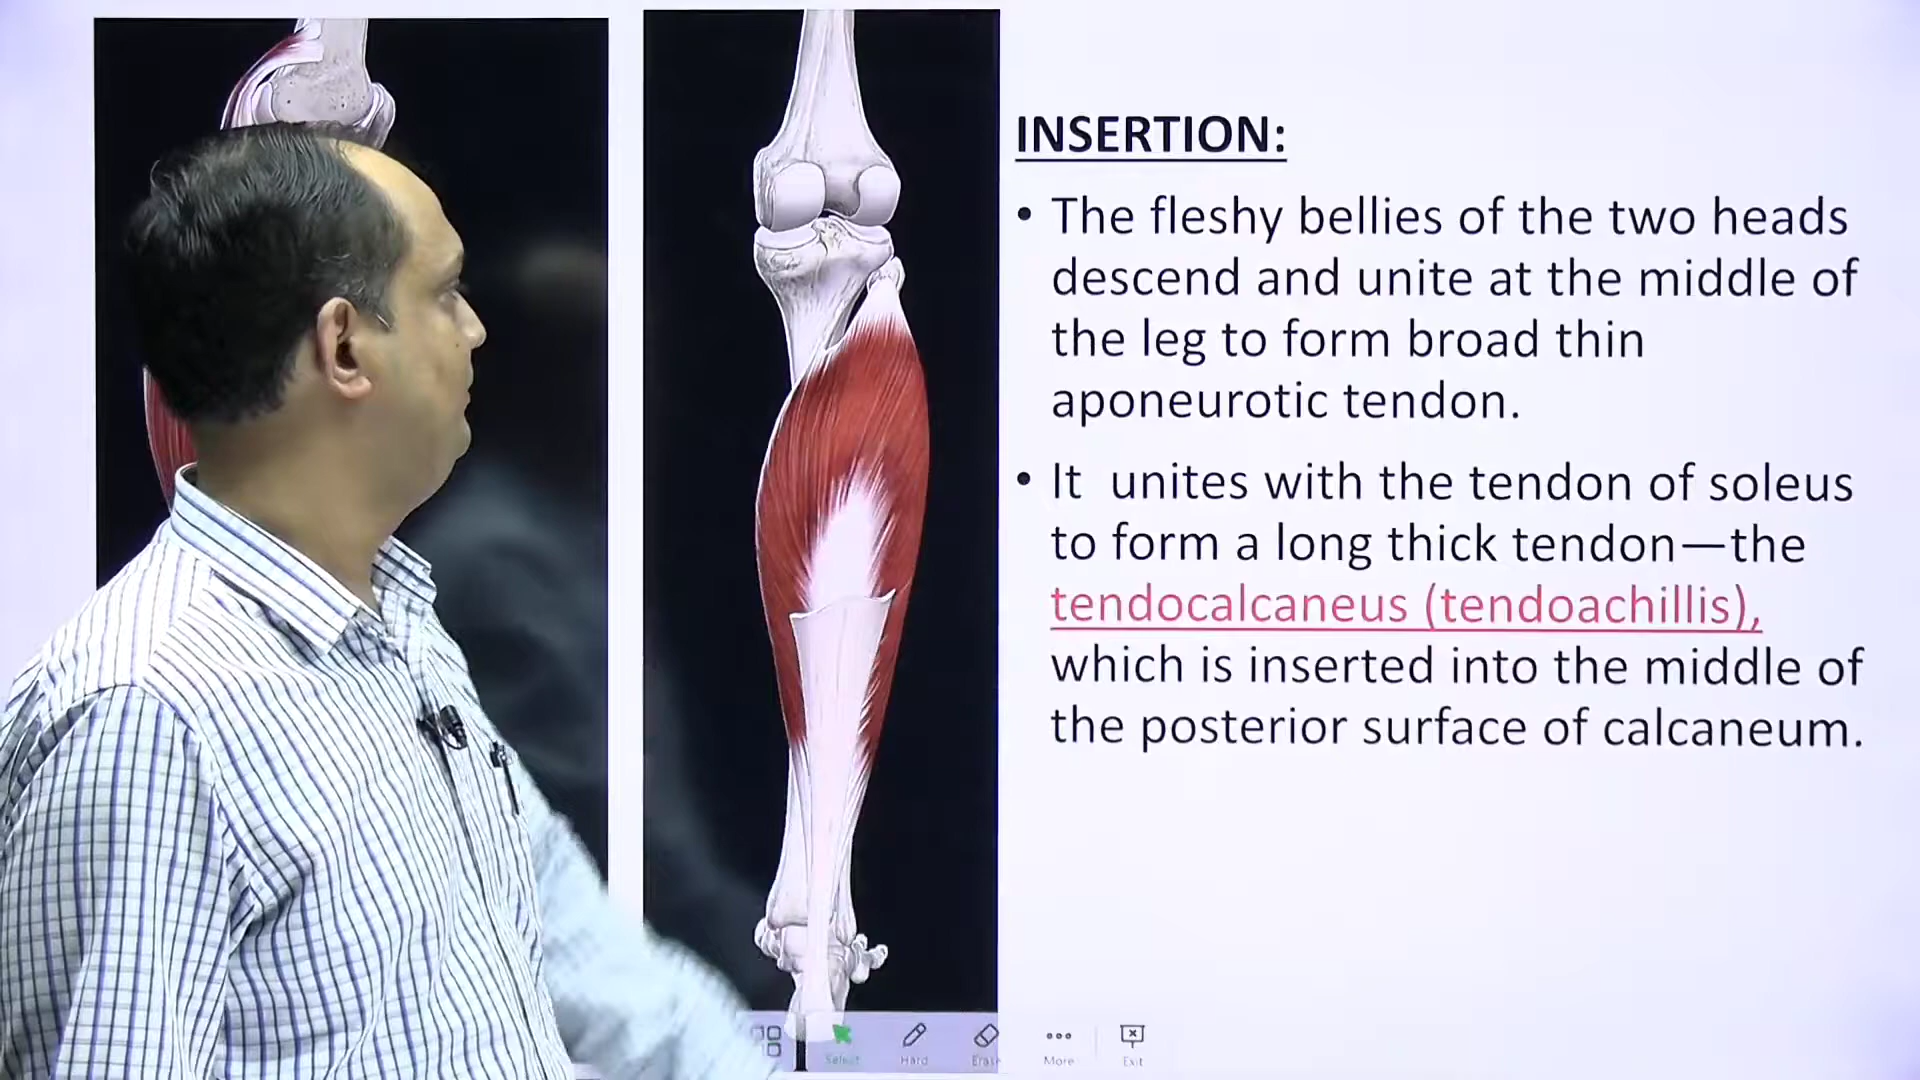 INSERTION:
• The fleshy bellies of the two heads
descend and unite at the middle of
the leg to form broad thin
aponeurotic tendon.
• It  unites with the tendon of soleus
to form a long thick tendon—the
tendocalcaneus (tendoachillis),
which is inserted into the middle of
the posterior surface of calcaneum.
Select Hard Erase More Exit